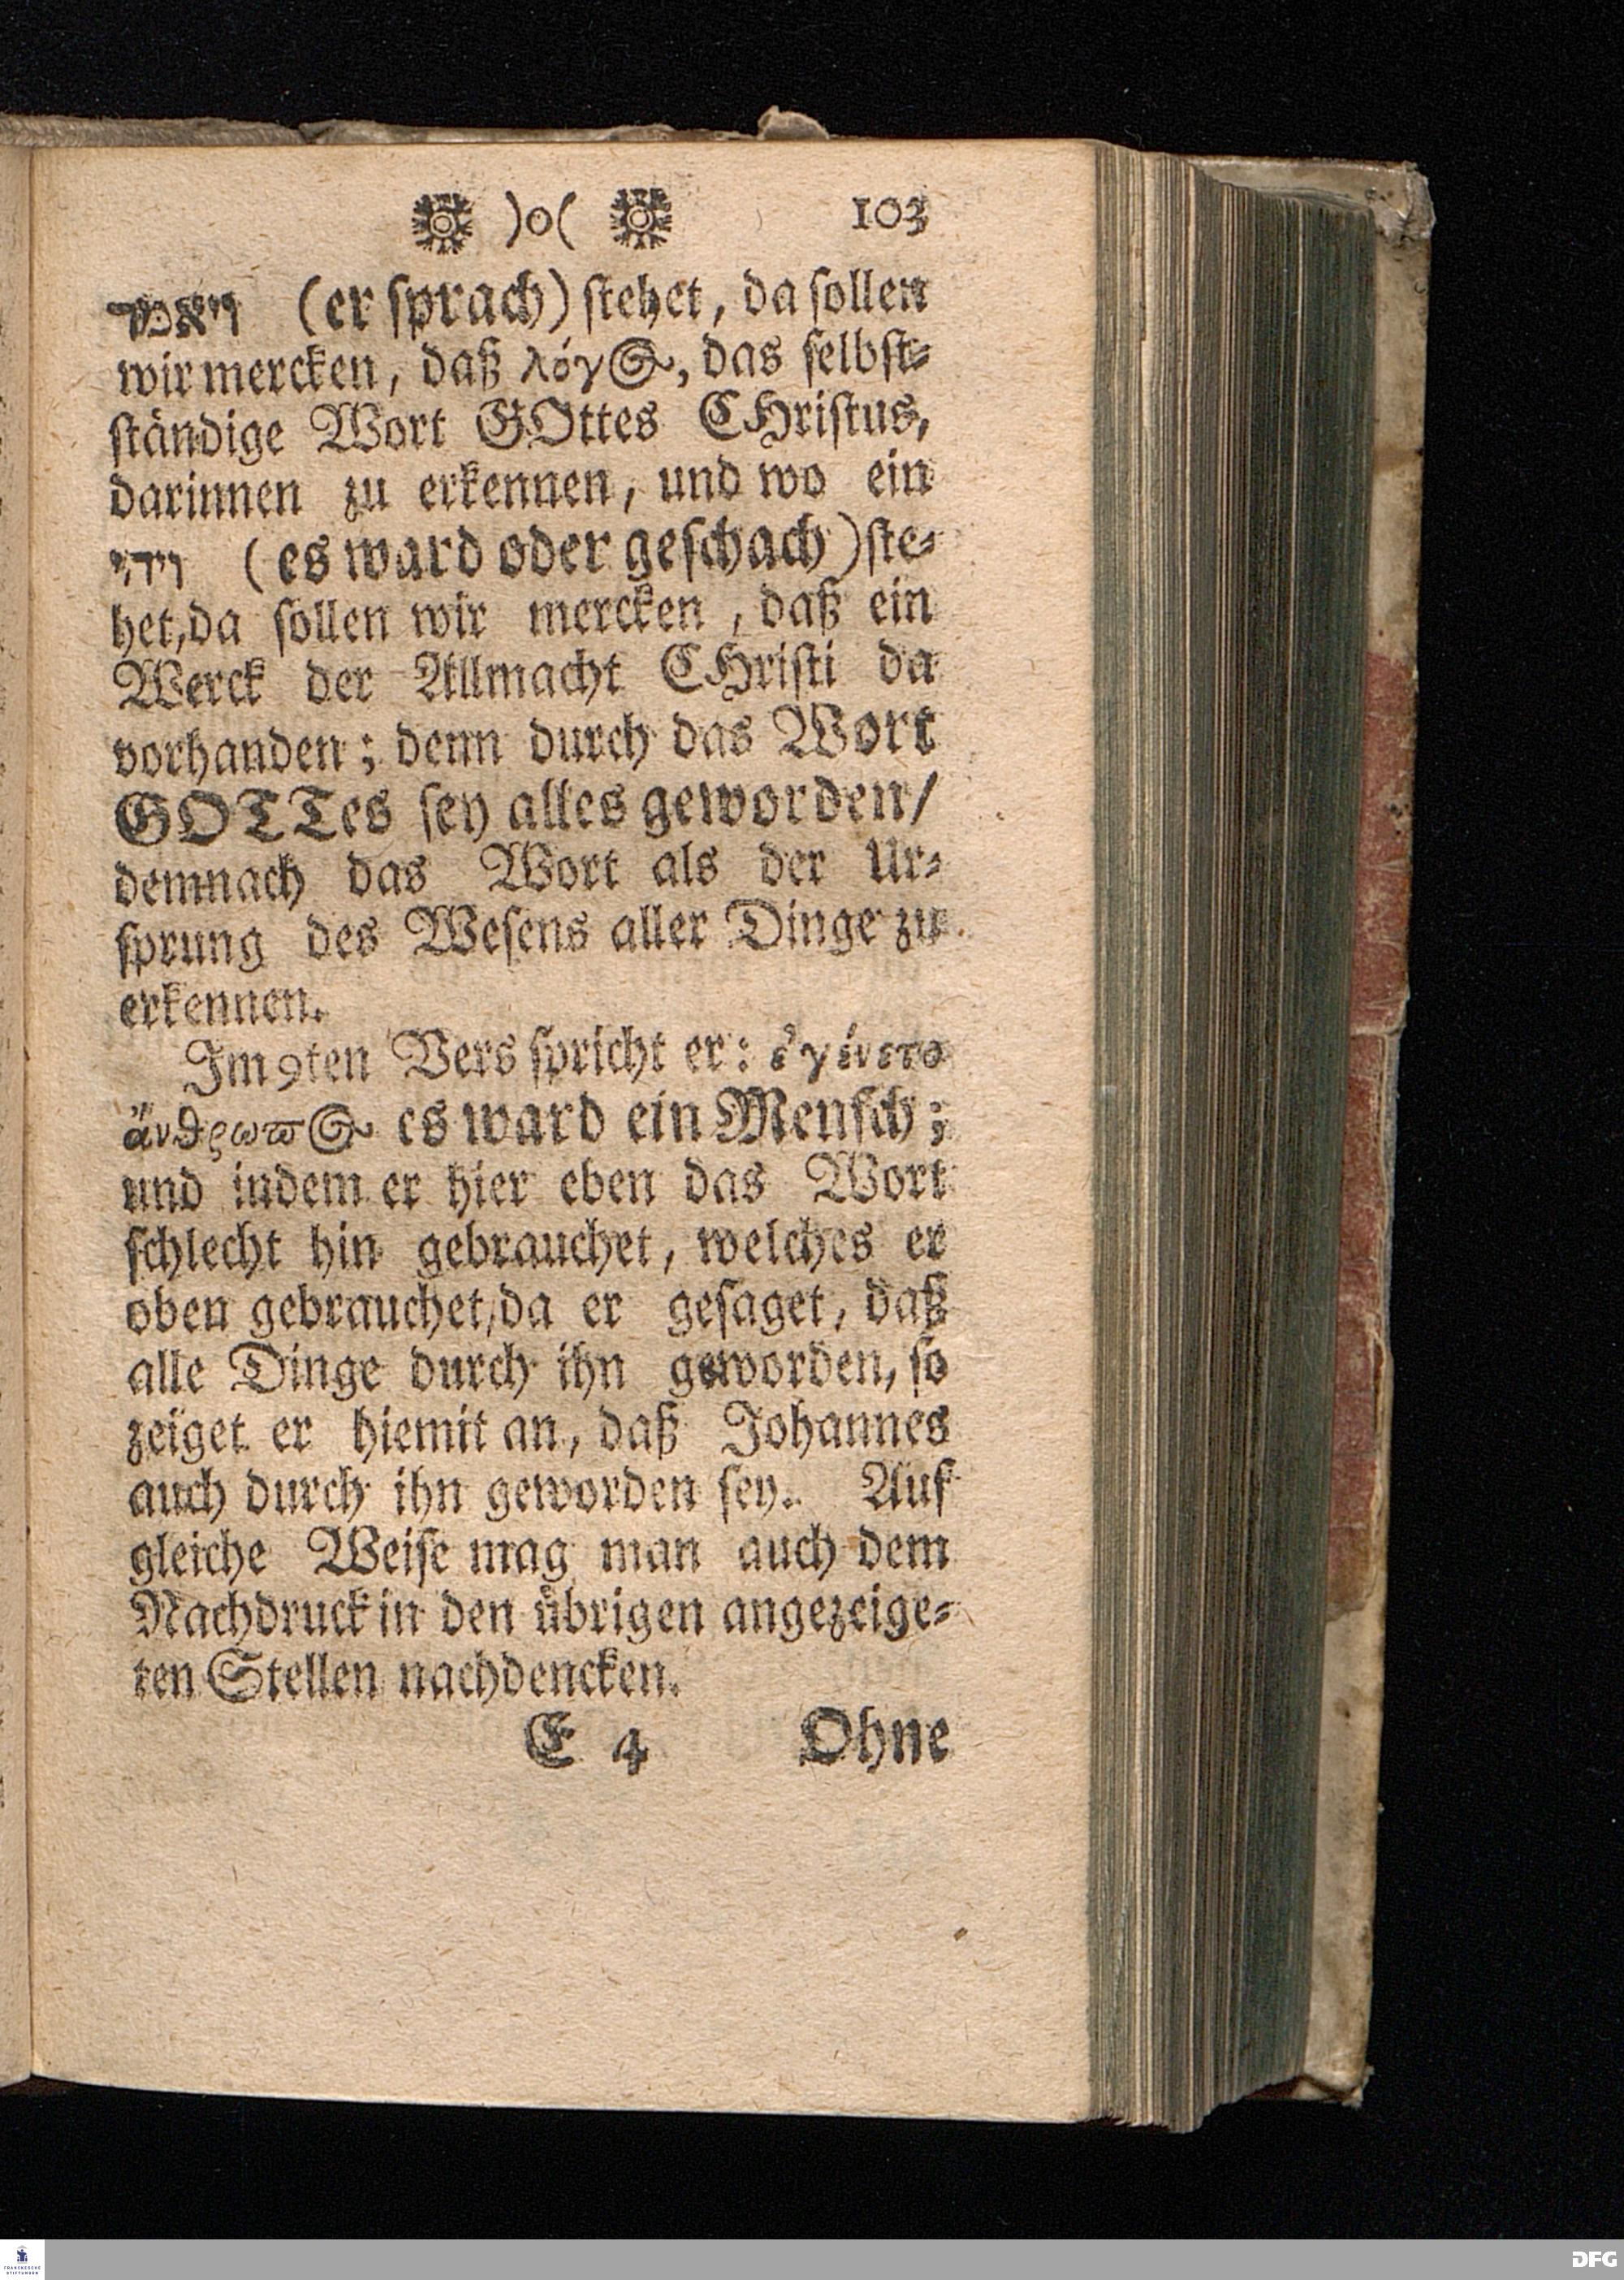 )o( 103
ויאמר (er ſprach) ſtehet, da ſollen
wir mercken, daß λόγος, das ſelbſt⸗
ſtändige Wort GOttes CHriſtus,
darinnen zu erkennen, und wo ein
ויהי (es ward oder geſchach) ſte⸗
het, da ſollen wir mercken, daß ein
Werck der Allmacht CHriſti da
vorhanden; denn durch das Wort
GOTTes ſey alles geworden/
demnach das Wort als der Ur⸗
ſprung des Weſens aller Dinge zu
erkennen.
Im 9ten Vers ſpricht er: ἐγένετο
ἄνθρωπος es ward ein Menſch;
und indem er hier eben das Wort
ſchlecht hin gebrauchet, welches er
oben gebrauchet, da er geſaget, daß
alle Dinge durch ihn geworden, ſo
zeiget er hiemit an, daß Johannes
auch durch ihn geworden ſey. Auf
gleiche Weiſe mag man auch dem
Nachdruck in den übrigen angezeige⸗
ten Stellen nachdencken.
E 4 Ohne
FRANCKESCHE
STIFTUNGEN
DFG